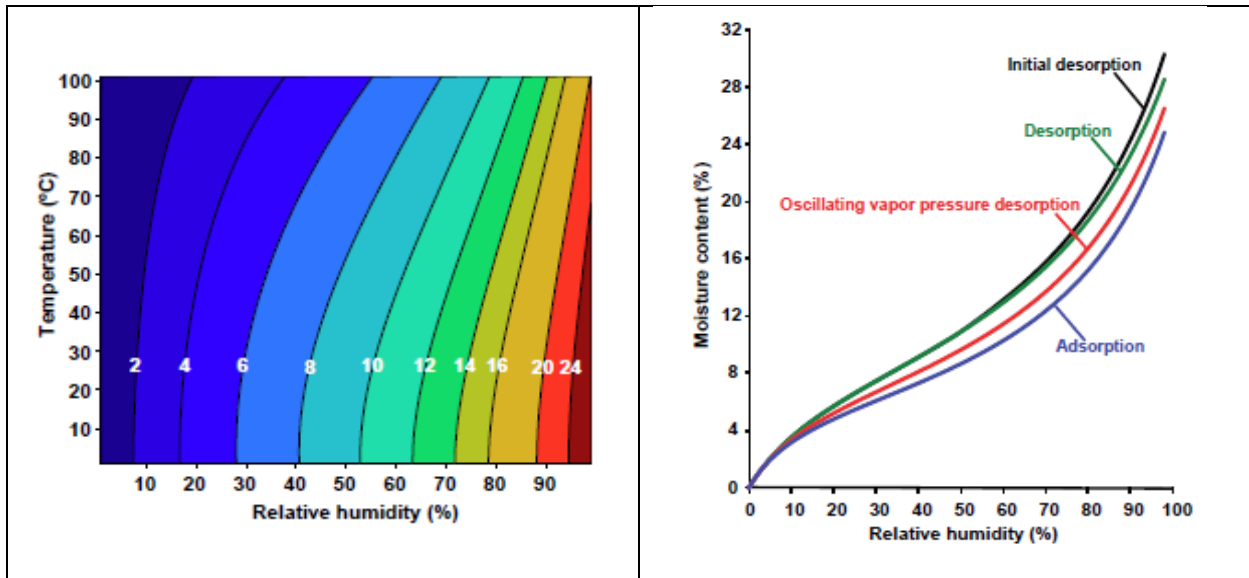 100
90
80
70
60
50
40
30
20
10
Temperature (°C)
2 4 6 8 10 12 14 16 20 24
10 20 30 40 50 60 70 80 90
Relative humidity (%)
32
28
24
20
16
12
8
4
0
Moisture content (%)
Initial desorption
Desorption
Oscillating vapor pressure desorption
Adsorption
0 10 20 30 40 50 60 70 80 90 100
Relative humidity (%)